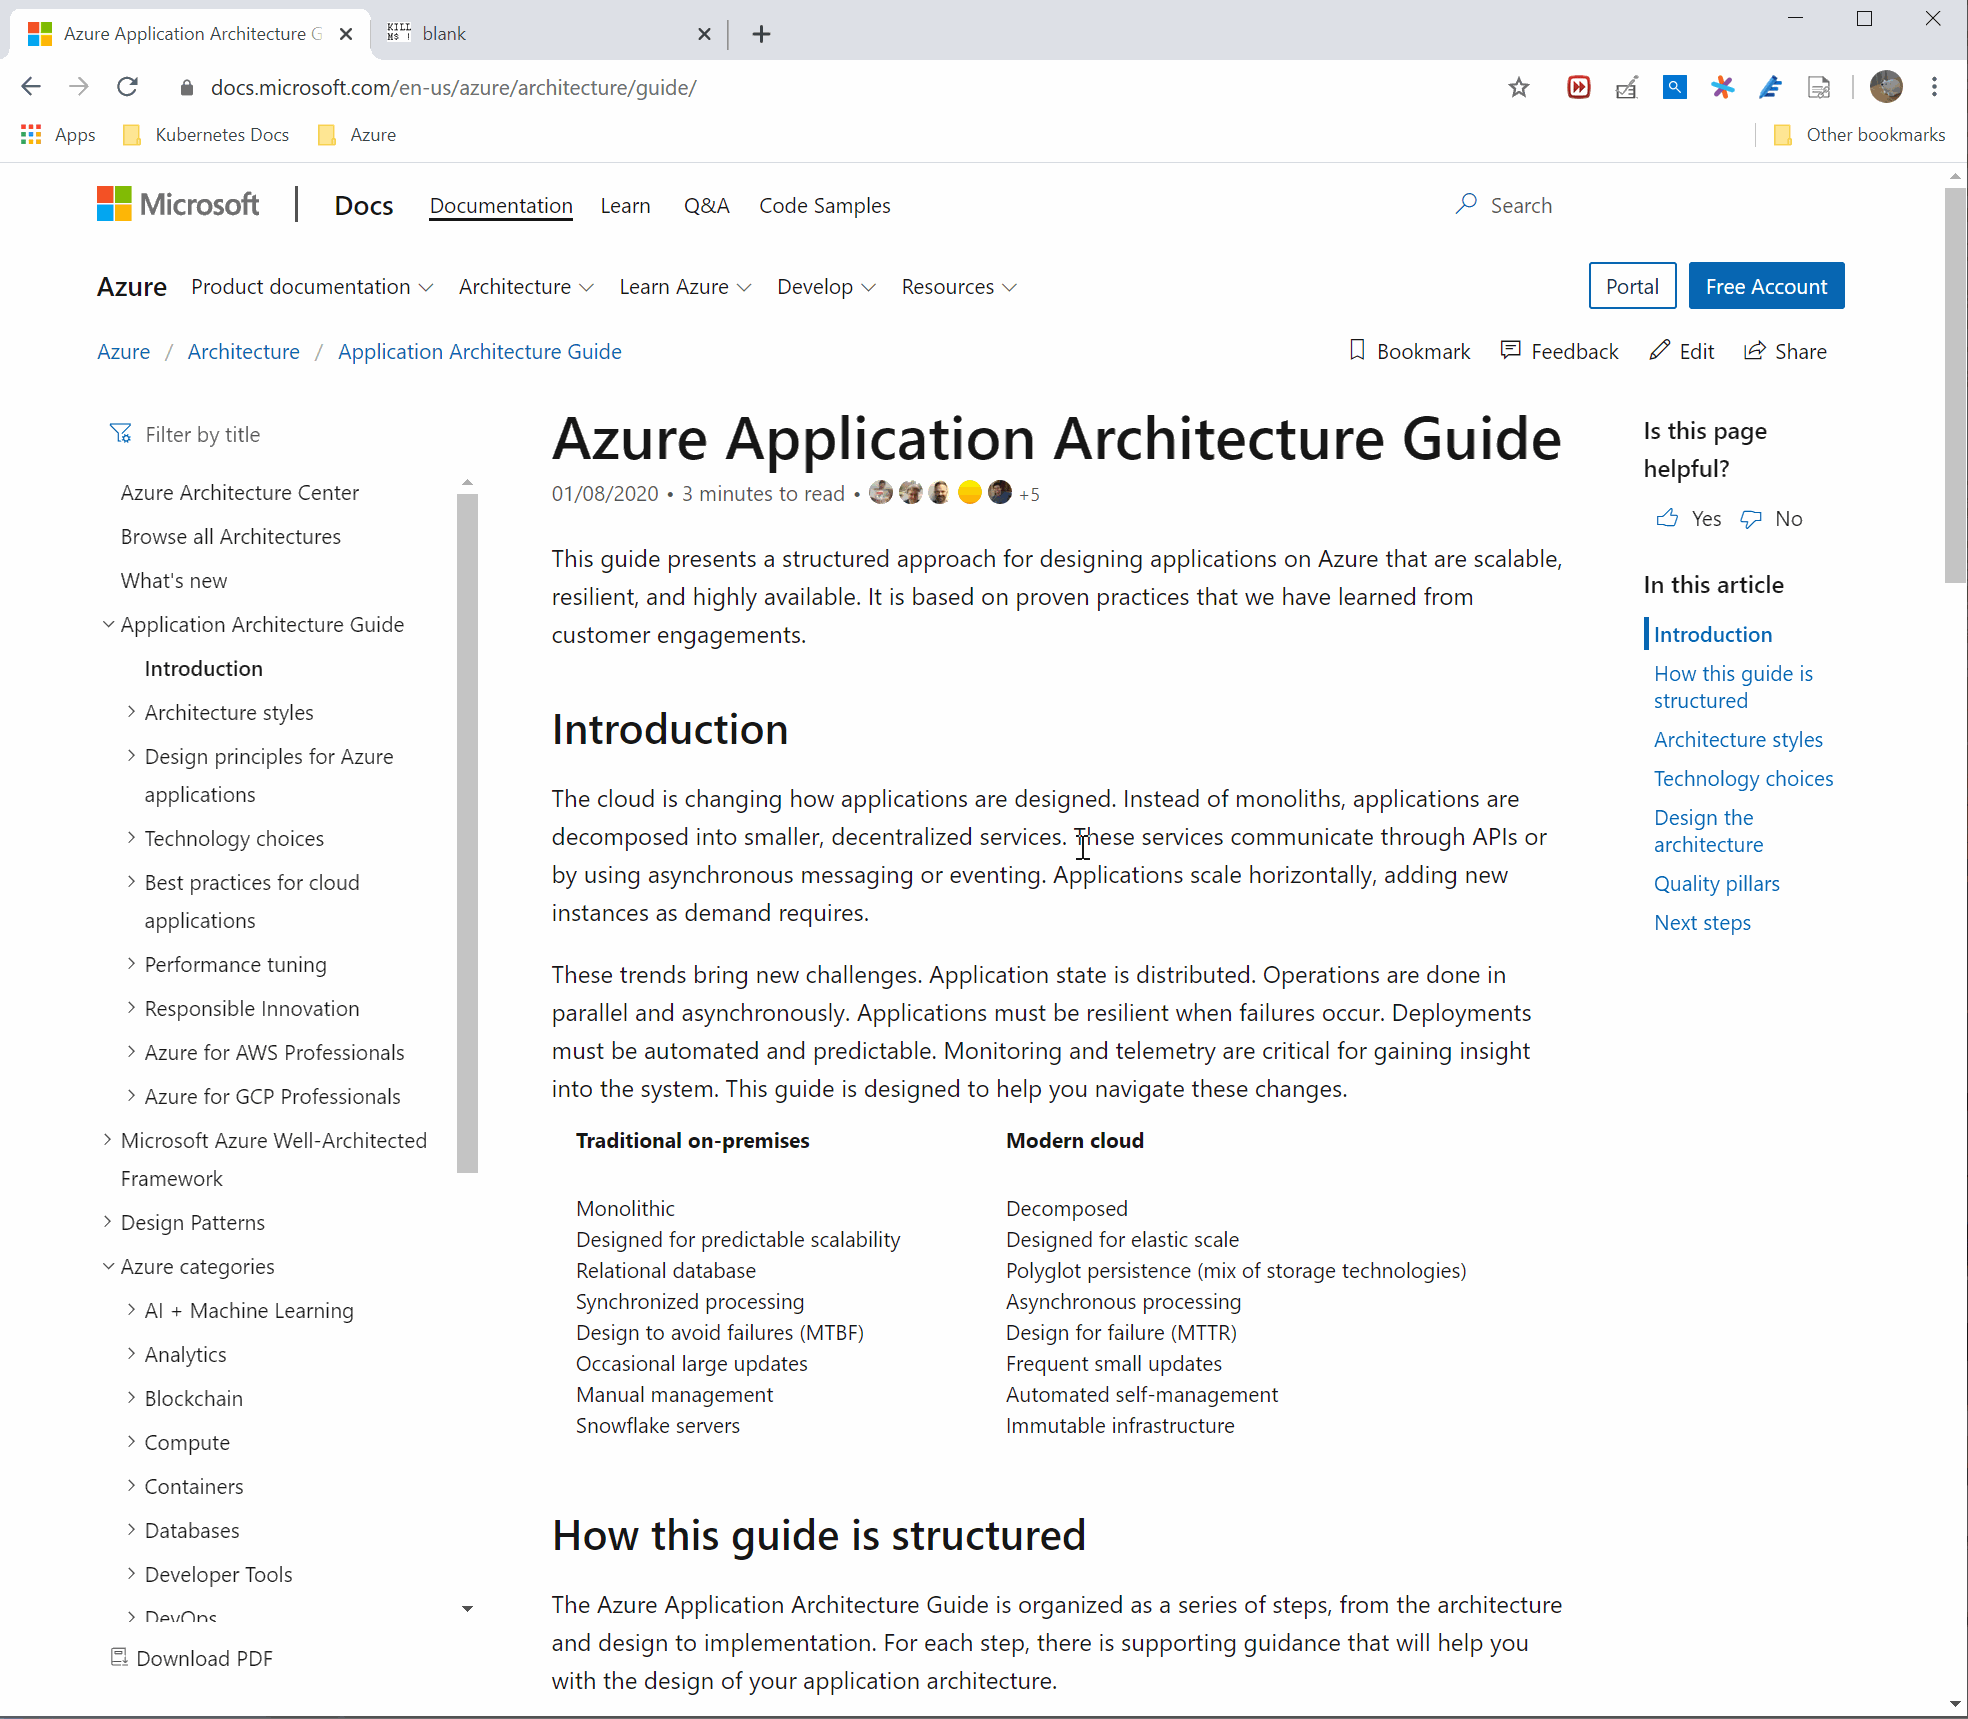 Azure Application Architecture G
KILL
M$ !
blank
docs.microsoft.com/en-us/azure/architecture/guide/
Apps
Kubernetes Docs
Azure
Other bookmarks
Microsoft
Docs
Documentation
Learn
Q&A
Code Samples
Search
Azure
Product documentation
Architecture
Learn Azure
Develop
Resources
Portal
Free Account
Azure / Architecture / Application Architecture Guide
Bookmark
Feedback
Edit
Share
Filter by title
Azure Architecture Center
Browse all Architectures
What's new
Application Architecture Guide
Introduction
Architecture styles
Design principles for Azure
applications
Technology choices
Best practices for cloud
applications
Performance tuning
Responsible Innovation
Azure for AWS Professionals
Azure for GCP Professionals
Microsoft Azure Well-Architected
Framework
Design Patterns
Azure categories
AI + Machine Learning
Analytics
Blockchain
Compute
Containers
Databases
Developer Tools
DevOps
Download PDF
Azure Application Architecture Guide
01/08/2020 • 3 minutes to read • +5
This guide presents a structured approach for designing applications on Azure that are scalable,
resilient, and highly available. It is based on proven practices that we have learned from
customer engagements.
Introduction
The cloud is changing how applications are designed. Instead of monoliths, applications are
decomposed into smaller, decentralized services. These services communicate through APIs or
by using asynchronous messaging or eventing. Applications scale horizontally, adding new
instances as demand requires.
These trends bring new challenges. Application state is distributed. Operations are done in
parallel and asynchronously. Applications must be resilient when failures occur. Deployments
must be automated and predictable. Monitoring and telemetry are critical for gaining insight
into the system. This guide is designed to help you navigate these changes.
Traditional on-premises Modern cloud
Monolithic Decomposed
Designed for predictable scalability Designed for elastic scale
Relational database Polyglot persistence (mix of storage technologies)
Synchronized processing Asynchronous processing
Design to avoid failures (MTBF) Design for failure (MTTR)
Occasional large updates Frequent small updates
Manual management Automated self-management
Snowflake servers Immutable infrastructure
How this guide is structured
The Azure Application Architecture Guide is organized as a series of steps, from the architecture
and design to implementation. For each step, there is supporting guidance that will help you
with the design of your application architecture.
Is this page
helpful?
Yes
No
In this article
Introduction
How this guide is
structured
Architecture styles
Technology choices
Design the
architecture
Quality pillars
Next steps